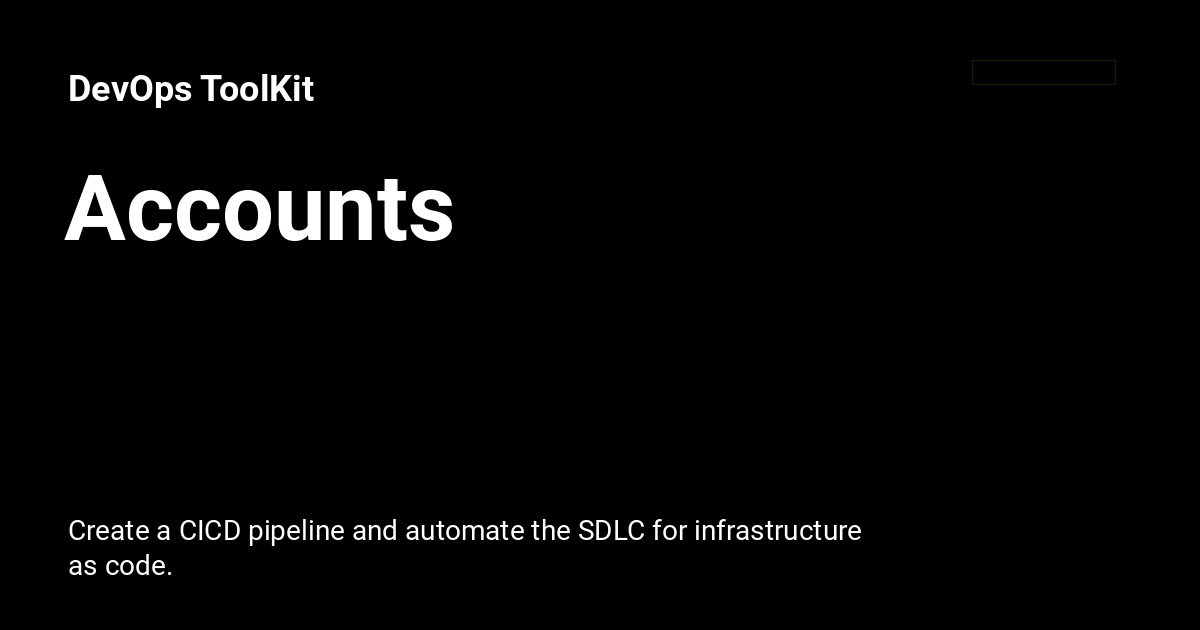 DevOps ToolKit
Accounts
Create a CICD pipeline and automate the SDLC for infrastructure
as code.